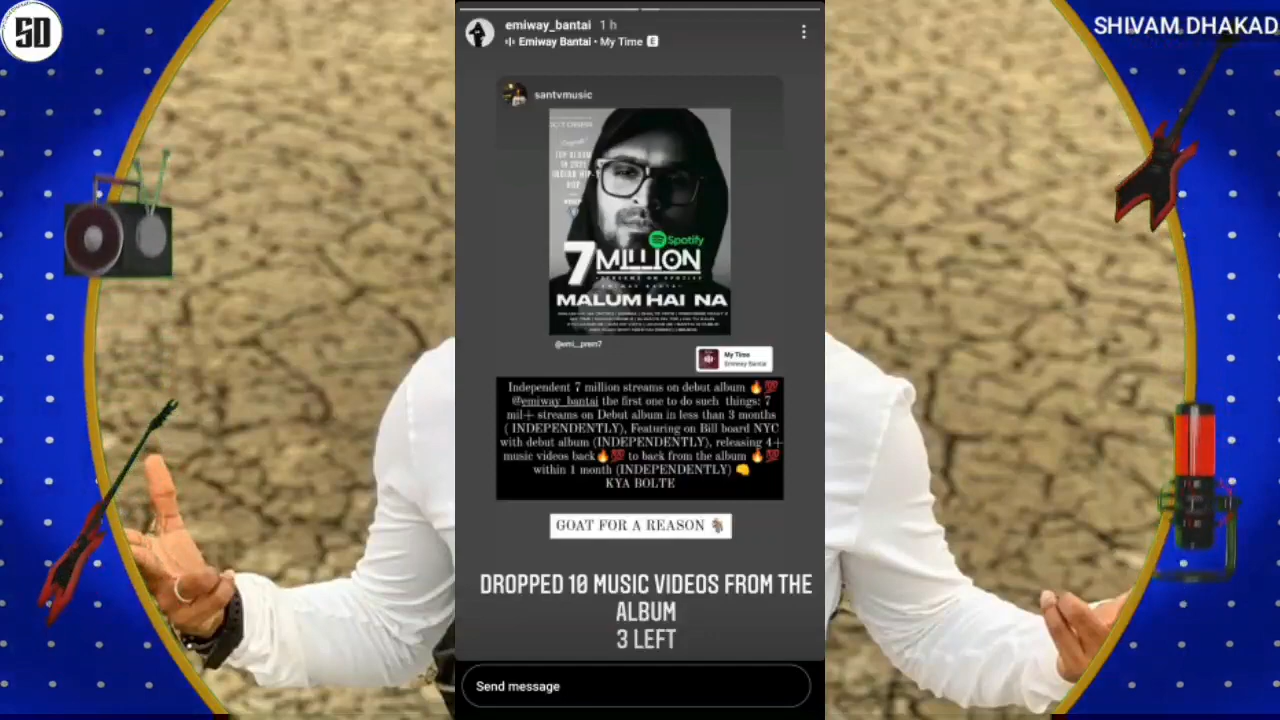 SD
SHIVAM DHAKAD
emiway_bantai 1 h
Emiway Bantai • My Time E
santvmusic
TOP ALBUM
Spotify
7 MILLION
EMIWAY BANTAI
MALUM HAI NA
@emi_prem7
My Time
Emiway Bantai
Independent 7 million streams on debut album 🔥💯
@emiway_bantai the first one to do such things: 7
mil+ streams on Debut album in less than 3 months
( INDEPENDENTLY), Featuring on Bill board NYC
with debut album (INDEPENDENTLY), releasing 4+
music videos back🔥💯 to back from the album 🔥💯
within 1 month (INDEPENDENTLY) 👊
KYA BOLTE
GOAT FOR A REASON 🐐
DROPPED 10 MUSIC VIDEOS FROM THE
ALBUM
3 LEFT
Send message